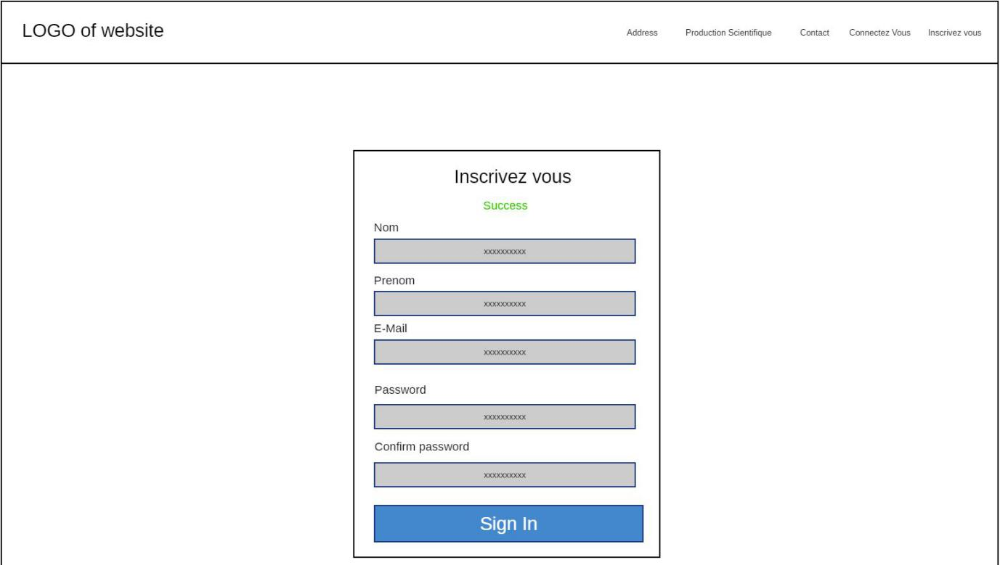 LOGO of website
Address Production Scientifique Contact Connectez Vous Inscrivez vous
Inscrivez vous
Success
Nom
xxxxxxxxxx
Prenom
xxxxxxxxxx
E-Mail
xxxxxxxxxx
Password
xxxxxxxxxx
Confirm password
xxxxxxxxxx
Sign In